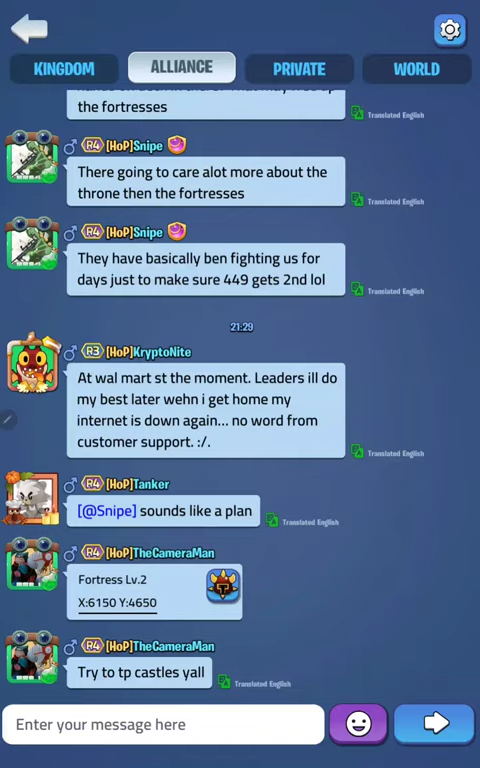 KINGDOM
ALLIANCE
PRIVATE
WORLD
the fortresses
Translated English
R4 [HoP]Snipe
There going to care alot more about the
throne then the fortresses
Translated English
R4 [HoP]Snipe
They have basically ben fighting us for
days just to make sure 449 gets 2nd lol
Translated English
21:29
R3 [HoP]KryptoNite
At wal mart st the moment. Leaders ill do
my best later wehn i get home my
internet is down again... no word from
customer support. :/.
Translated English
R4 [HoP]Tanker
[@Snipe] sounds like a plan
Translated English
R4 [HoP]TheCameraMan
Fortress Lv.2
X:6150 Y:4650
R4 [HoP]TheCameraMan
Try to tp castles yall
Translated English
Enter your message here